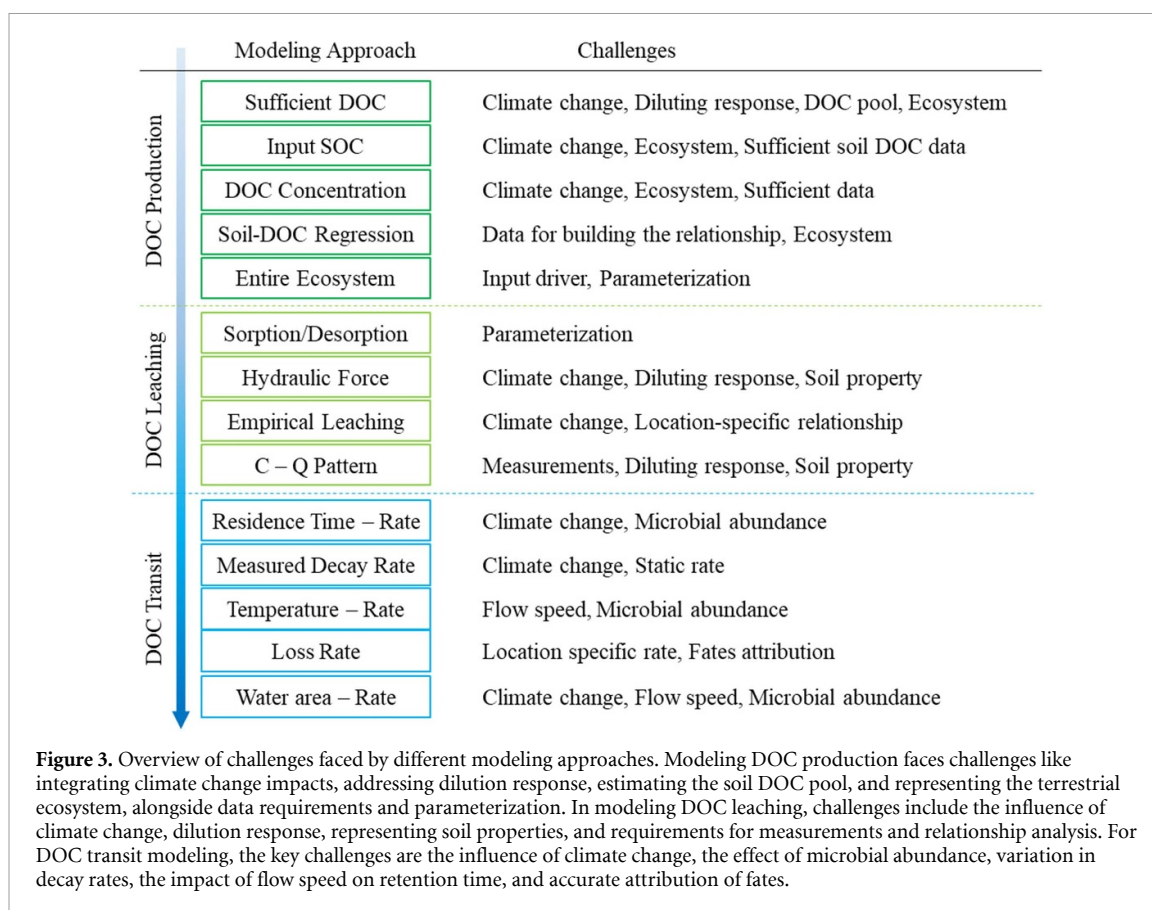 Modeling Approach Challenges
DOC Production
Sufficient DOC Climate change, Diluting response, DOC pool, Ecosystem
Input SOC Climate change, Ecosystem, Sufficient soil DOC data
DOC Concentration Climate change, Ecosystem, Sufficient data
Soil-DOC Regression Data for building the relationship, Ecosystem
Entire Ecosystem Input driver, Parameterization
DOC Leaching
Sorption/Desorption Parameterization
Hydraulic Force Climate change, Diluting response, Soil property
Empirical Leaching Climate change, Location-specific relationship
C – Q Pattern Measurements, Diluting response, Soil property
DOC Transit
Residence Time – Rate Climate change, Microbial abundance
Measured Decay Rate Climate change, Static rate
Temperature – Rate Flow speed, Microbial abundance
Loss Rate Location specific rate, Fates attribution
Water area – Rate Climate change, Flow speed, Microbial abundance
Figure 3. Overview of challenges faced by different modeling approaches. Modeling DOC production faces challenges like
integrating climate change impacts, addressing dilution response, estimating the soil DOC pool, and representing the terrestrial
ecosystem, alongside data requirements and parameterization. In modeling DOC leaching, challenges include the influence of
climate change, dilution response, representing soil properties, and requirements for measurements and relationship analysis. For
DOC transit modeling, the key challenges are the influence of climate change, the effect of microbial abundance, variation in
decay rates, the impact of flow speed on retention time, and accurate attribution of fates.